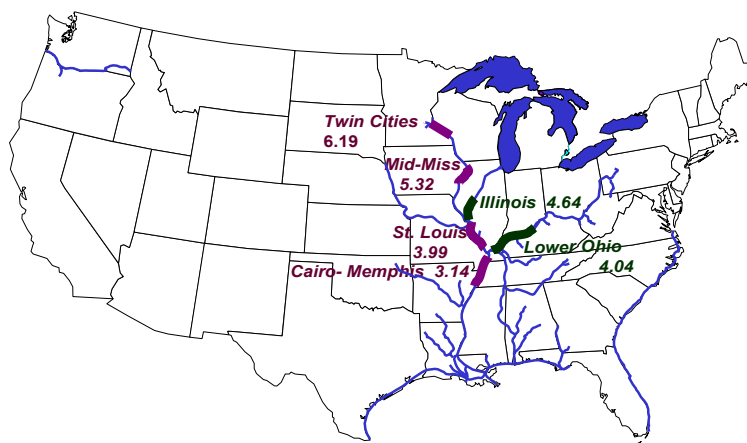 Twin Cities
6.19
Mid-Miss
5.32
Illinois 4.64
St. Louis
3.99
Lower Ohio
4.04
Cairo- Memphis 3.14